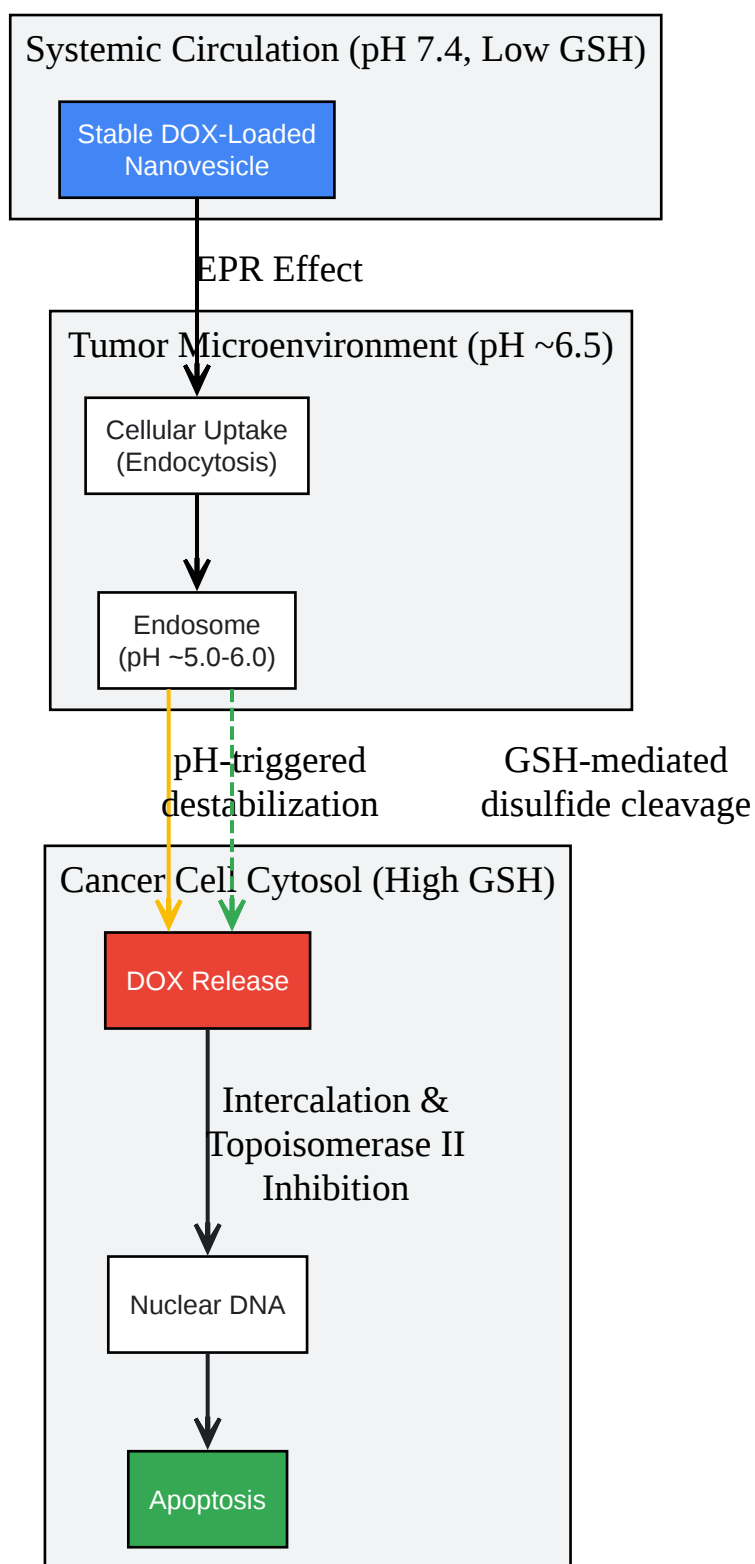 Systemic Circulation (pH 7.4, Low GSH)
Stable DOX-Loaded
Nanovesicle
EPR Effect
Tumor Microenvironment (pH ~6.5)
Cellular Uptake
(Endocytosis)
Endosome
(pH ~5.0-6.0)
pH-triggered
destabilization
GSH-mediated
disulfide cleavage
Cancer Cell Cytosol (High GSH)
DOX Release
Intercalation &
Topoisomerase II
Inhibition
Nuclear DNA
Apoptosis